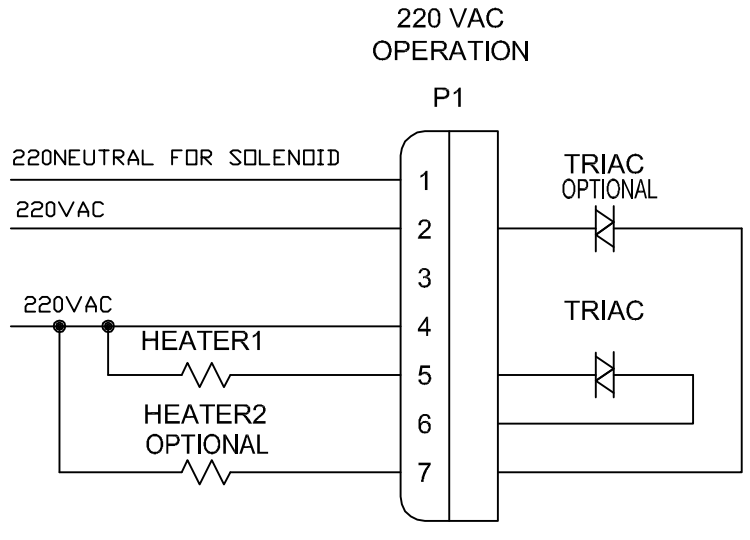 220 VAC
OPERATION
P1
220NEUTRAL FOR SOLENOID
1
TRIAC
OPTIONAL
220VAC
2
3
220VAC
4
TRIAC
HEATER1
5
HEATER2
OPTIONAL
6
7